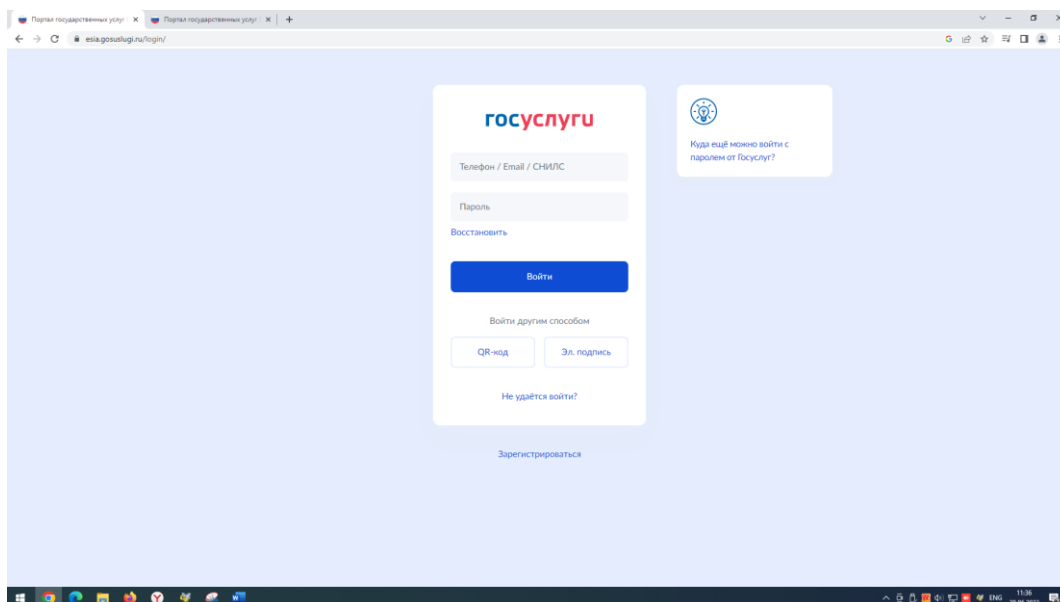 Портал государственных услуг
Портал государственных услуг
esia.gosuslugi.ru/login/
госуслуги
Телефон / Email / СНИЛС
Пароль
Восстановить
Войти
Войти другим способом
QR-код
Эл. подпись
Не удаётся войти?
Зарегистрироваться
Куда ещё можно войти с
паролем от Госуслуг?
ENG
11:36